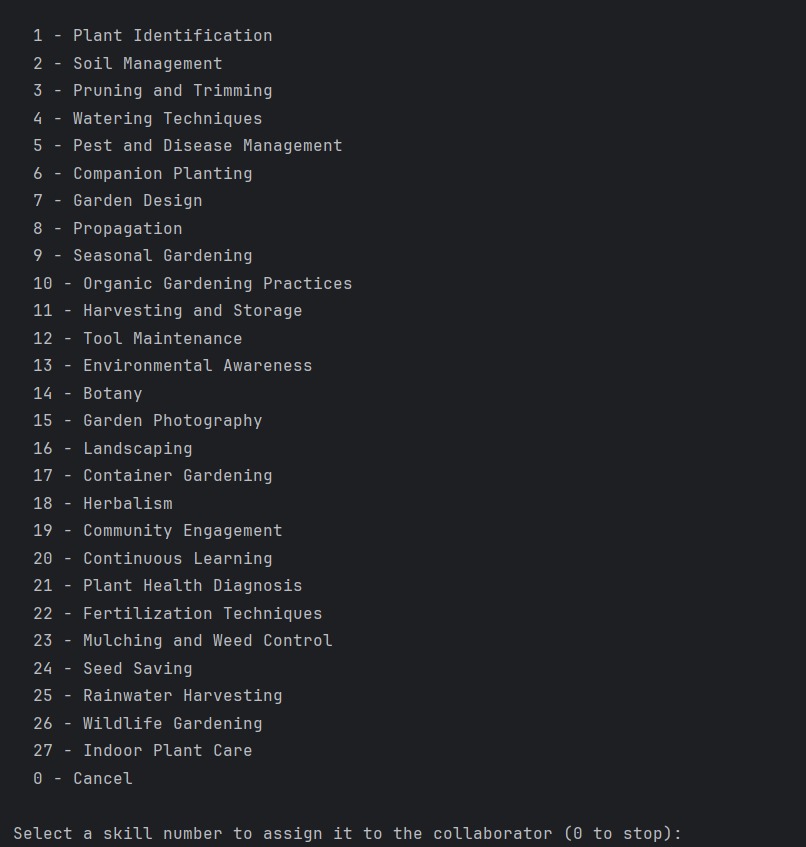 1 - Plant Identification
2 - Soil Management
3 - Pruning and Trimming
4 - Watering Techniques
5 - Pest and Disease Management
6 - Companion Planting
7 - Garden Design
8 - Propagation
9 - Seasonal Gardening
10 - Organic Gardening Practices
11 - Harvesting and Storage
12 - Tool Maintenance
13 - Environmental Awareness
14 - Botany
15 - Garden Photography
16 - Landscaping
17 - Container Gardening
18 - Herbalism
19 - Community Engagement
20 - Continuous Learning
21 - Plant Health Diagnosis
22 - Fertilization Techniques
23 - Mulching and Weed Control
24 - Seed Saving
25 - Rainwater Harvesting
26 - Wildlife Gardening
27 - Indoor Plant Care
0 - Cancel
Select a skill number to assign it to the collaborator (0 to stop):